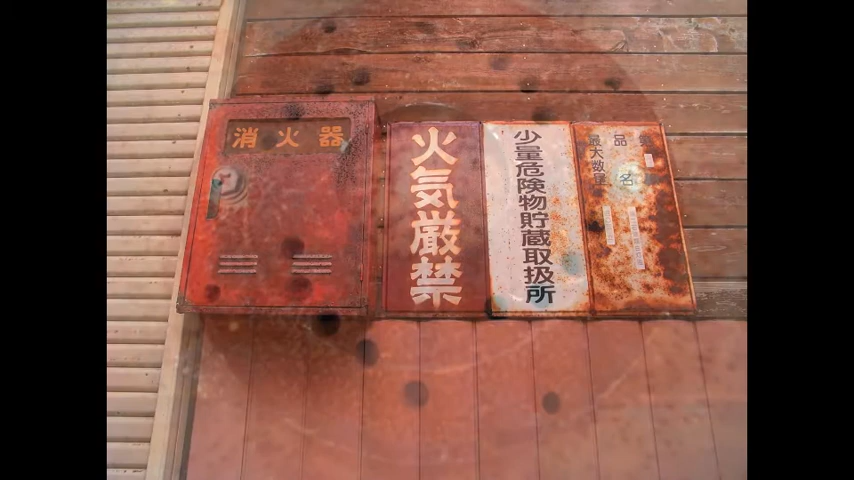 消火器
火気厳禁
少量危険物貯蔵取扱所
品名
最大数量